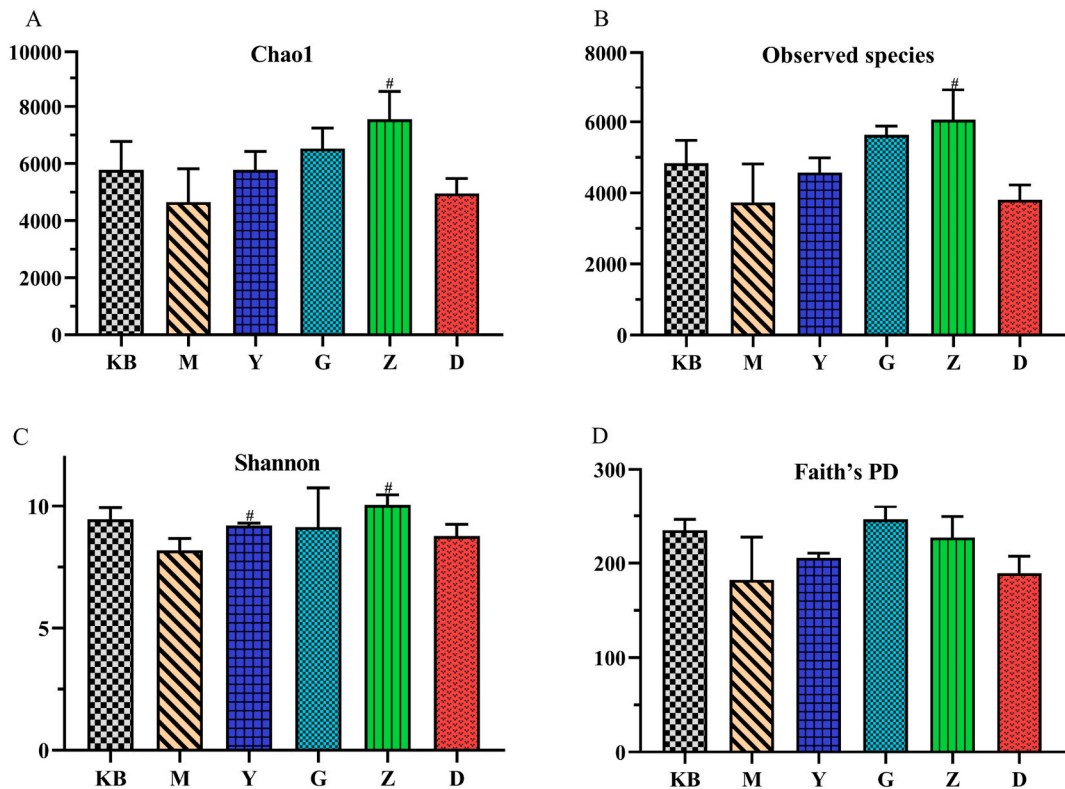 A
Chao1
10000
8000
6000
4000
2000
0
#
KB M Y G Z D
B
Observed species
8000
6000
4000
2000
0
#
KB M Y G Z D
C
Shannon
10
5
0
# #
KB M Y G Z D
D
Faith's PD
300
200
100
0
KB M Y G Z D